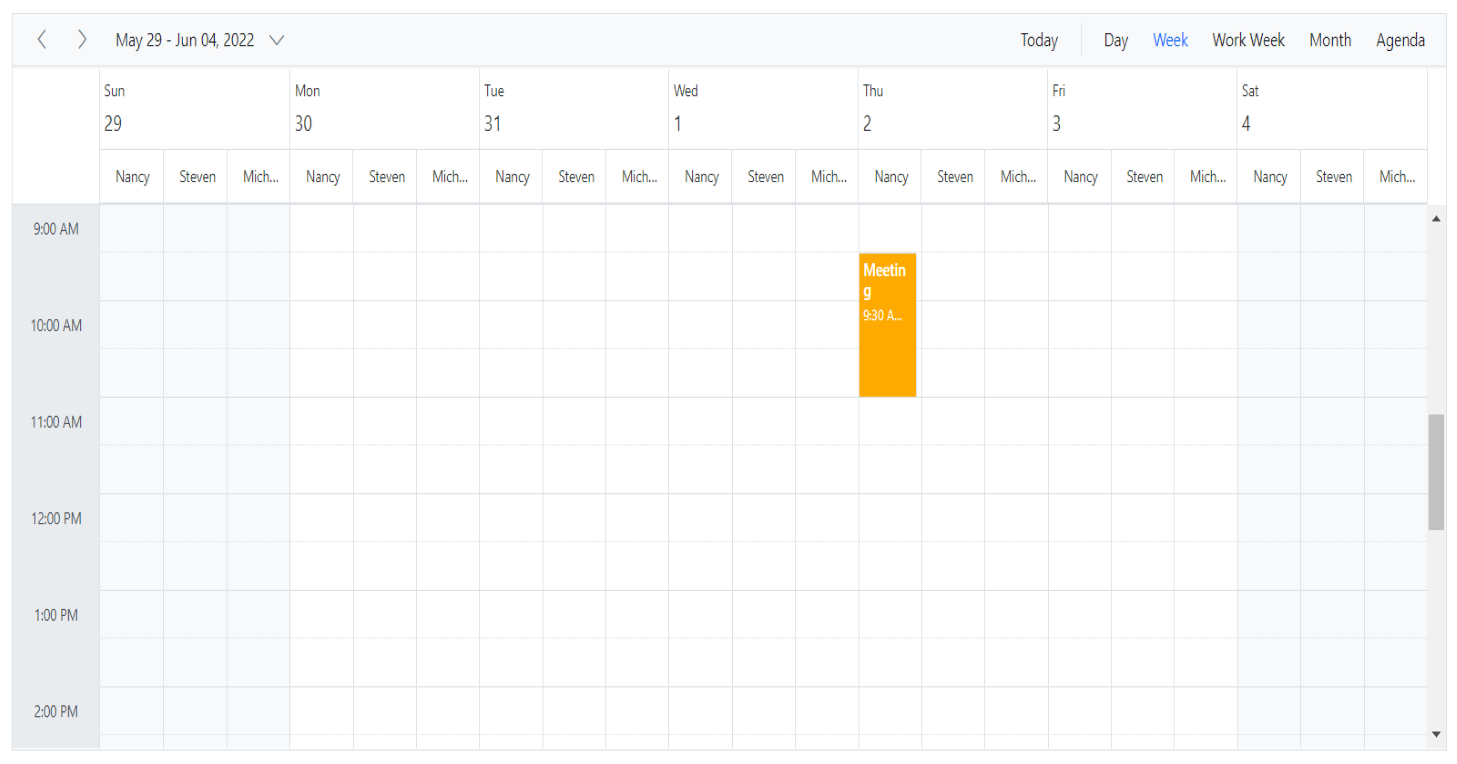 May 29 - Jun 04, 2022 Today Day Week Work Week Month Agenda
Sun Mon Tue Wed Thu Fri Sat
29 30 31 1 2 3 4
Nancy Steven Mich... Nancy Steven Mich... Nancy Steven Mich... Nancy Steven Mich... Nancy Steven Mich... Nancy Steven Mich... Nancy Steven Mich...
9:00 AM
Meetin
g
9:30 A...
10:00 AM
11:00 AM
12:00 PM
1:00 PM
2:00 PM